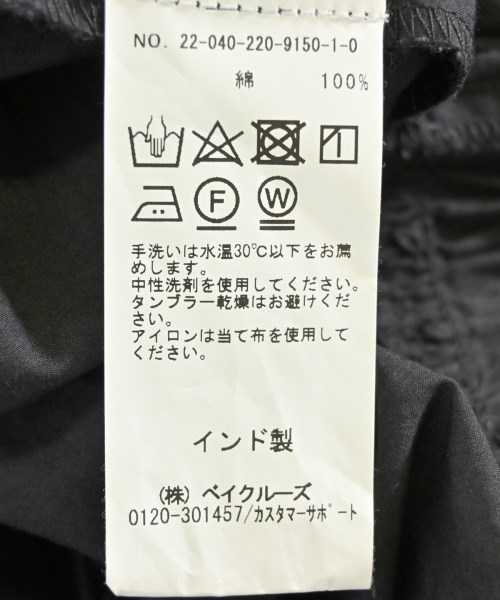 NO. 22-040-220-9150-1-0
綿 100%
F W
手洗いは水温30℃以下をお薦
めします。
中性洗剤を使用してください。
タンブラー乾燥はお避けくだ
さい。
アイロンは当て布を使用して
ください。
インド製
(株) ベイクルーズ
0120-301457/カスタマーサポート